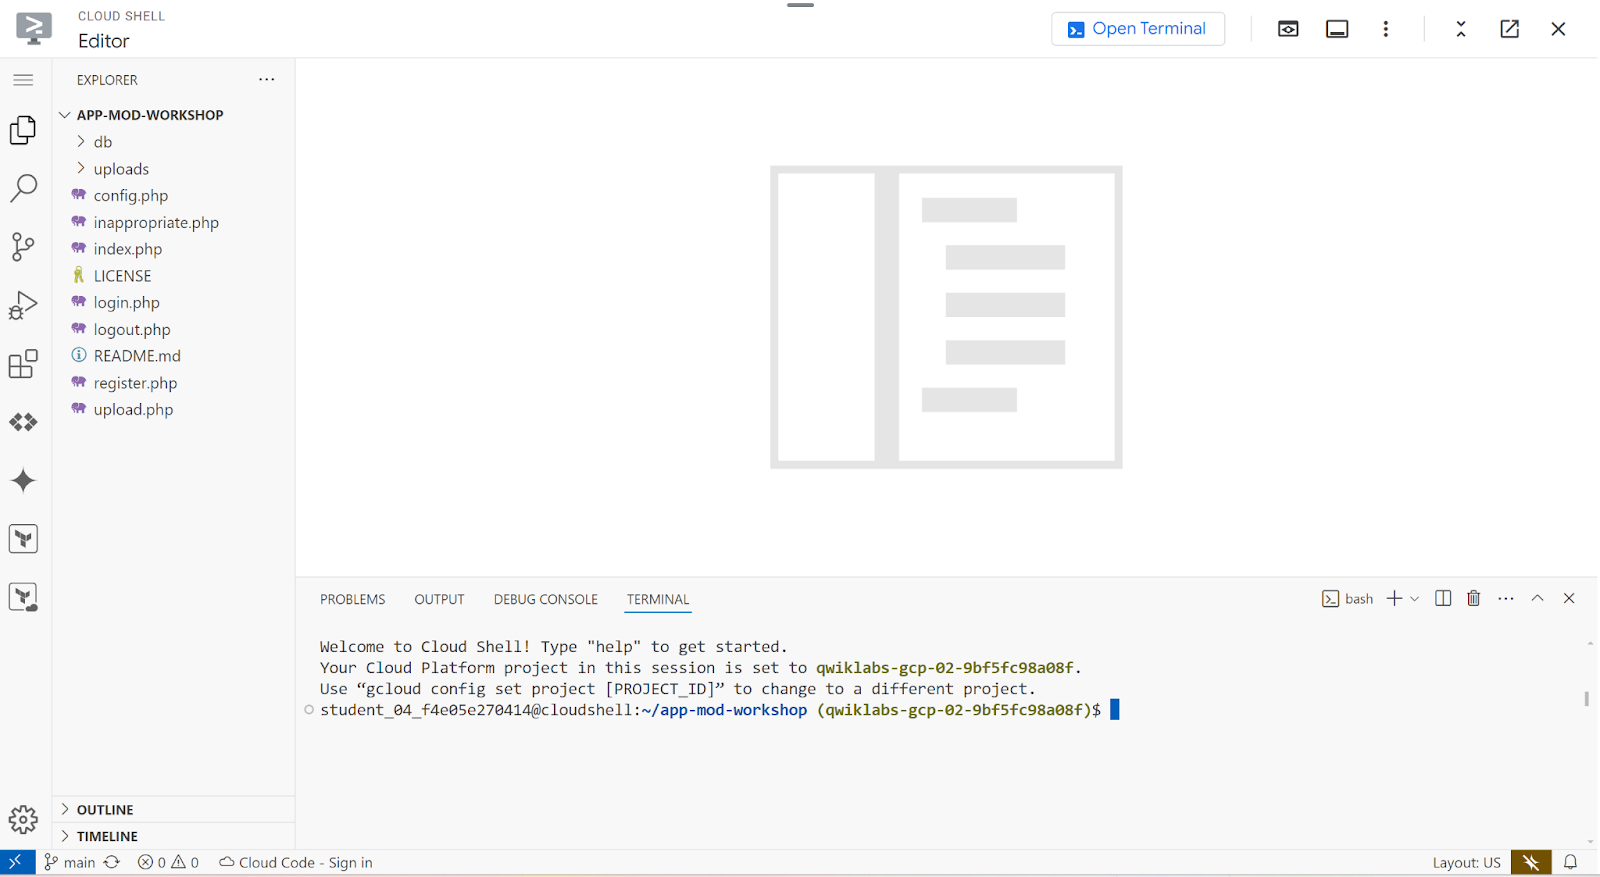 CLOUD SHELL
Editor
Open Terminal
EXPLORER
APP-MOD-WORKSHOP
db
uploads
config.php
inappropriate.php
index.php
LICENSE
login.php
logout.php
README.md
register.php
upload.php
PROBLEMS OUTPUT DEBUG CONSOLE TERMINAL
bash
Welcome to Cloud Shell! Type "help" to get started.
Your Cloud Platform project in this session is set to qwiklabs-gcp-02-9bf5fc98a08f.
Use “gcloud config set project [PROJECT_ID]” to change to a different project.
student_04_f4e05e270414@cloudshell:~/app-mod-workshop (qwiklabs-gcp-02-9bf5fc98a08f)$
OUTLINE
TIMELINE
main 0 0 Cloud Code - Sign in Layout: US